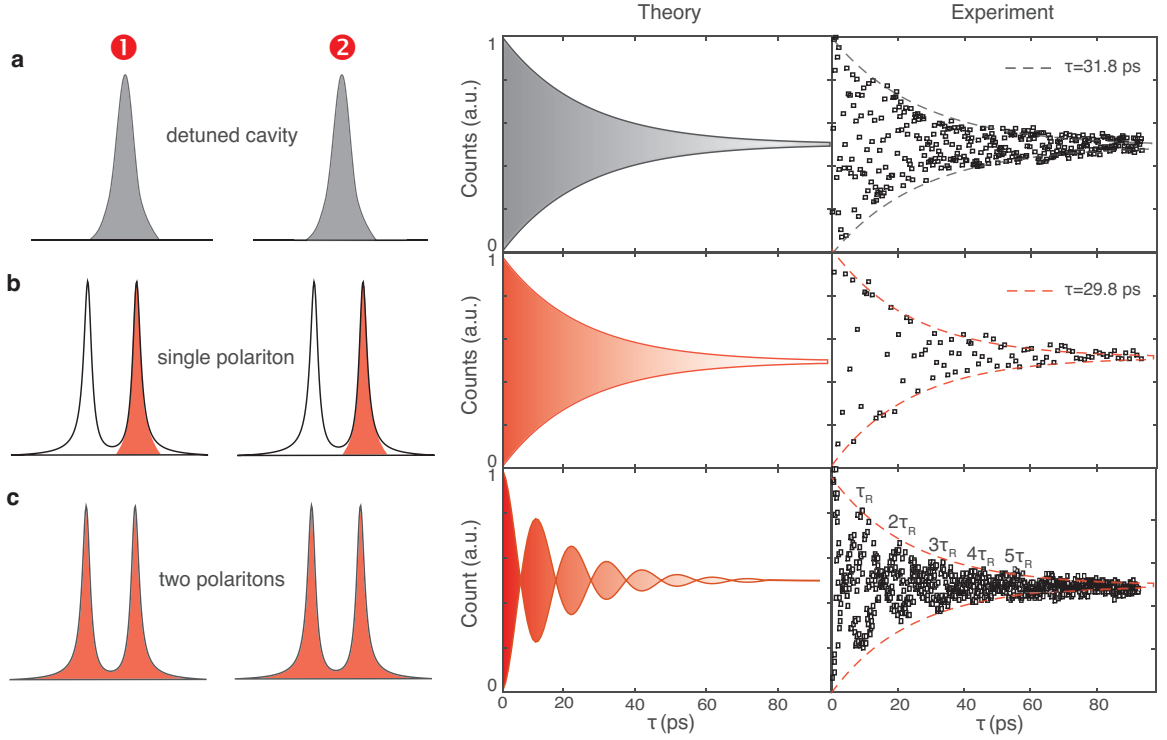 Theory
Experiment
1
2
a
detuned cavity
Counts (a.u.)
1
0
τ=31.8 ps
b
single polariton
Counts (a.u.)
1
0
τ=29.8 ps
c
two polaritons
Count (a.u.)
1
0
τR
2τR
3τR
4τR
5τR
0 20 40 60 80
τ (ps)
0 20 40 60 80
τ (ps)